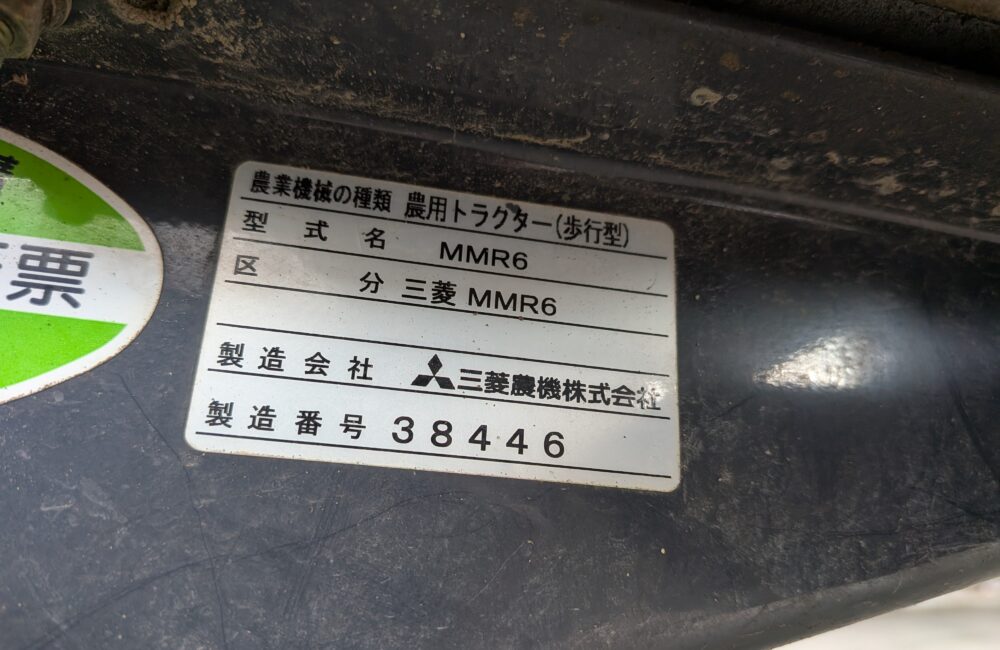 票
農業機械の種類 農用トラクター(歩行型)
型式名 MMR6
区分 三菱 MMR6
製造会社 三菱農機株式会社
製造番号 38446